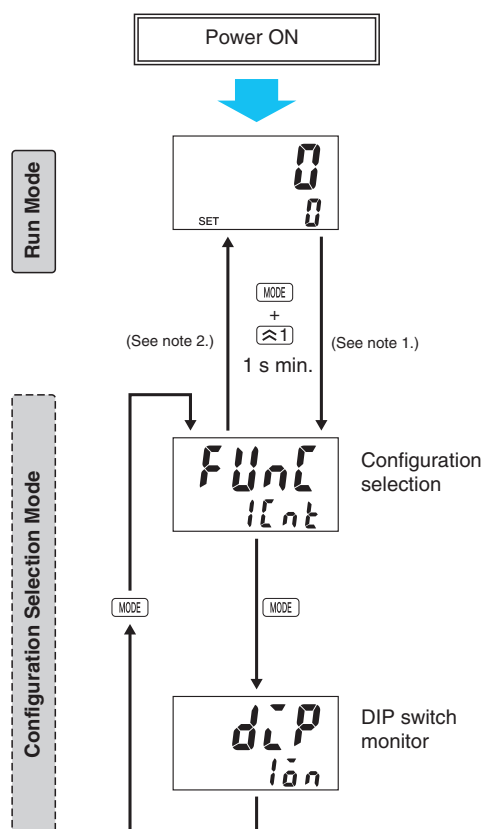 Power ON
Run Mode
0
SET 0
MODE
+
1
1 s min.
(See note 2.)
(See note 1.)
Configuration Selection Mode
FUnC
1Cnt
Configuration
selection
MODE
MODE
diP
1on
DIP switch
monitor